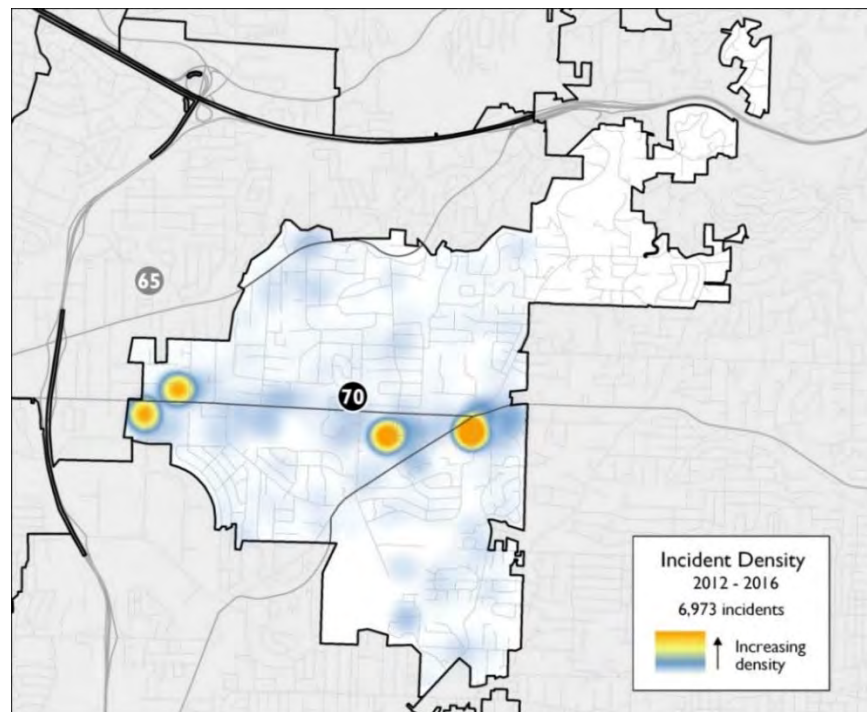 65
70
Incident Density
2012 - 2016
6,973 incidents
Increasing
density